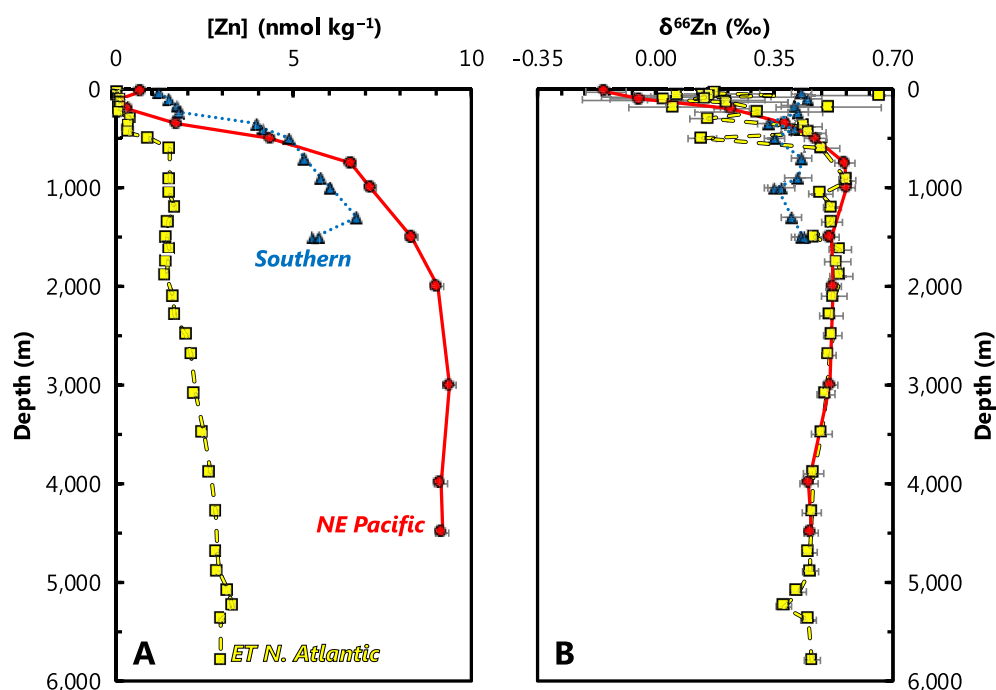 [Zn] (nmol kg⁻¹)
0 5 10
0
1,000
2,000
3,000
4,000
5,000
6,000
Depth (m)
Southern
NE Pacific
ET N. Atlantic
A
δ⁶⁶Zn (‰)
-0.35 0.00 0.35 0.70
0
1,000
2,000
3,000
4,000
5,000
6,000
Depth (m)
B